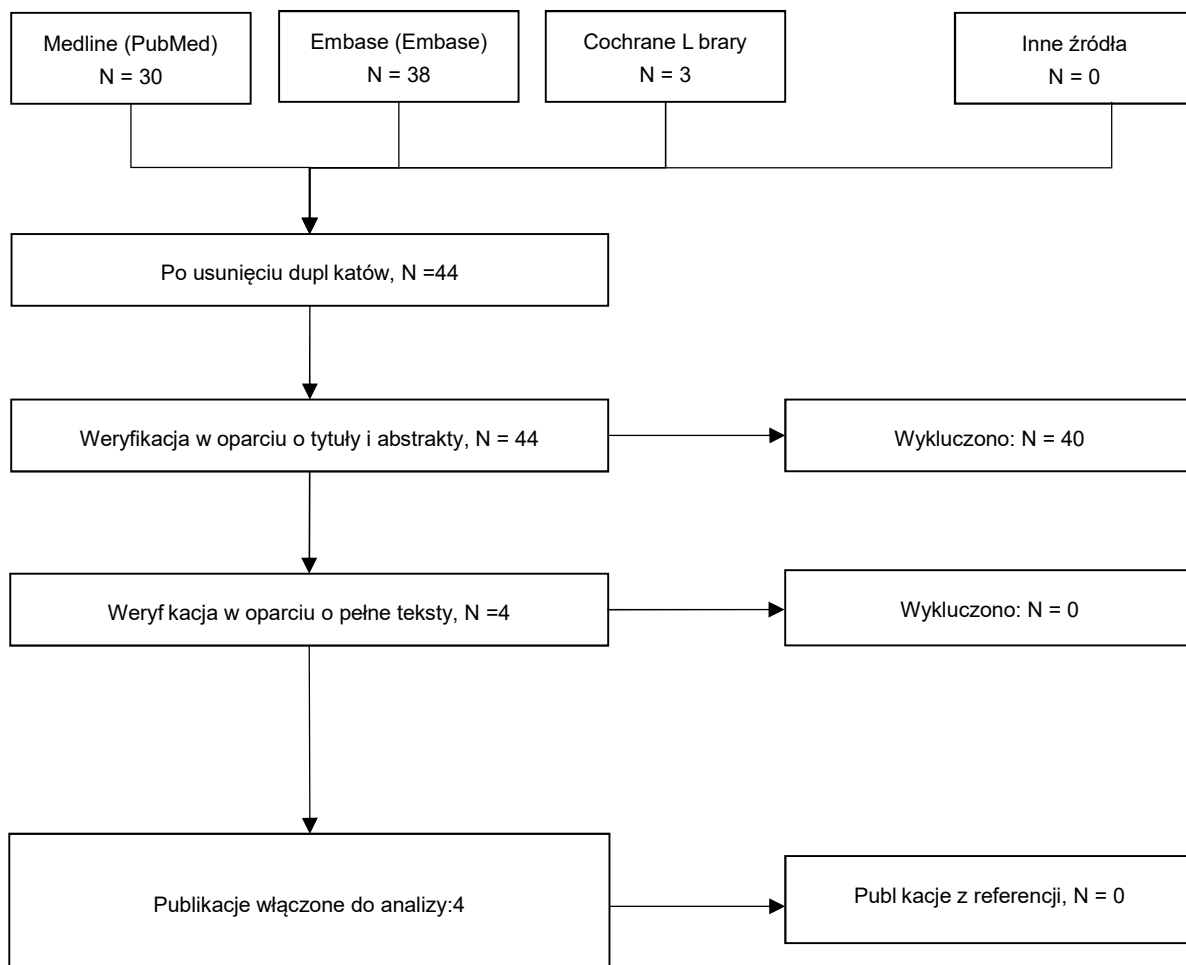 Medline (PubMed)
N = 30
Embase (Embase)
N = 38
Cochrane L brary
N = 3
Inne źródła
N = 0
Po usunięciu dupl katów, N =44
Weryfikacja w oparciu o tytuły i abstrakty, N = 44
Wykluczono: N = 40
Weryf kacja w oparciu o pełne teksty, N =4
Wykluczono: N = 0
Publikacje włączone do analizy:4
Publ kacje z referencji, N = 0